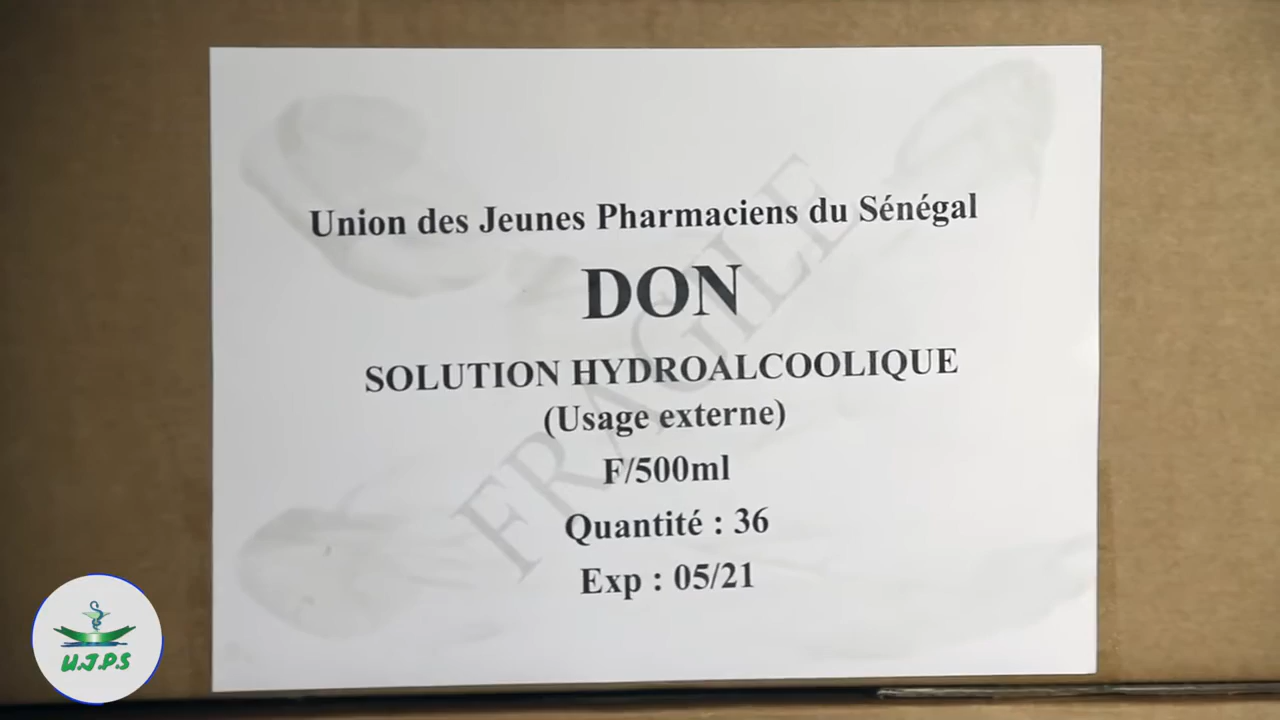 Union des Jeunes Pharmaciens du Sénégal
DON
SOLUTION HYDROALCOOLIQUE
(Usage externe)
F/500ml
Quantité : 36
Exp : 05/21
FRAGILE
U.J.P.S